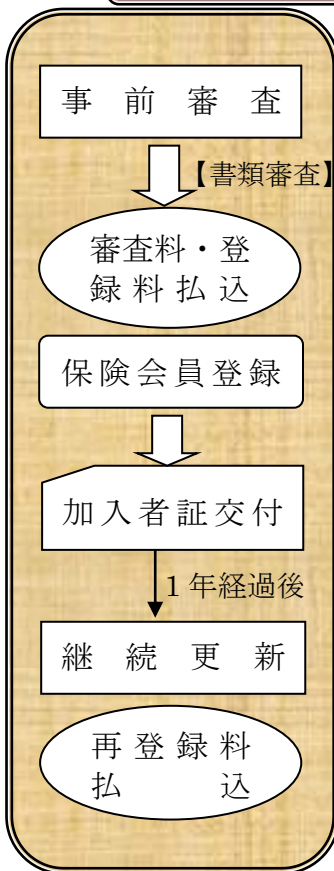 事前審査
【書類審査】
審査料・登
録料払込
保険会員登録
加入者証交付
1年経過後
継続更新
再登録料
払込